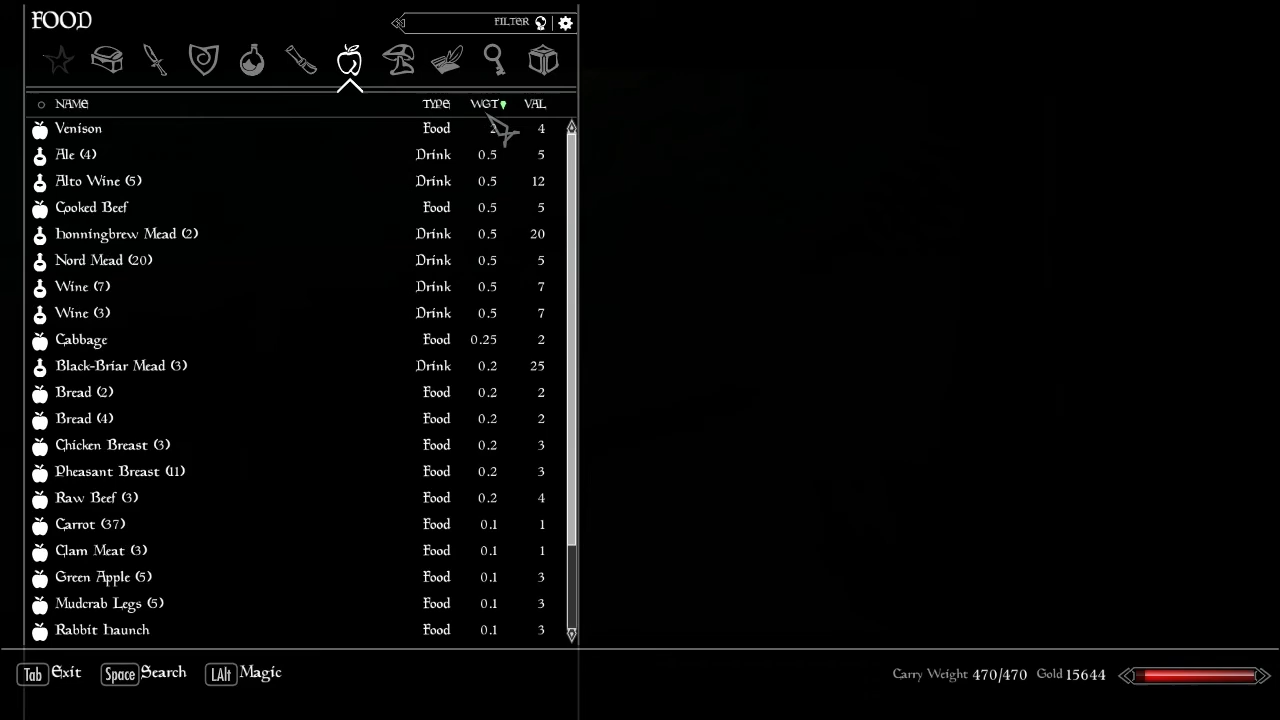 FOOD
FILTER
NAME TYPE WGT VAL
Venison Food 2 4
Ale (4) Drink 0.5 5
Alto Wine (5) Drink 0.5 12
Cooked Beef Food 0.5 5
Honningbrew Mead (2) Drink 0.5 20
Nord Mead (20) Drink 0.5 5
Wine (7) Drink 0.5 7
Wine (3) Drink 0.5 7
Cabbage Food 0.25 2
Black-Briar Mead (3) Drink 0.2 25
Bread (2) Food 0.2 2
Bread (4) Food 0.2 2
Chicken Breast (3) Food 0.2 3
Pheasant Breast (11) Food 0.2 3
Raw Beef (3) Food 0.2 4
Carrot (37) Food 0.1 1
Clam Meat (3) Food 0.1 1
Green Apple (5) Food 0.1 3
Mudcrab Legs (5) Food 0.1 3
Rabbit Haunch Food 0.1 3
Tab Exit Space Search LAlt Magic Carry Weight 470/470 Gold 15644